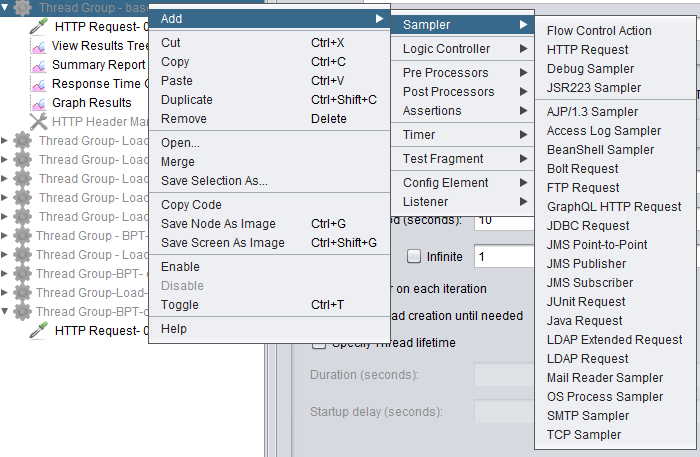 Thread Group - bas
HTTP Request- 0
View Results Tree
Summary Report
Response Time G
Graph Results
HTTP Header Man
Thread Group- Load
Thread Group- Load
Thread Group- Load
Thread Group- Load
Thread Group- Load
Thread Group - BPT-
Thread Group - Loa
Thread Group-BPT- 
Thread Group-Load-
Thread Group-BPT-c
HTTP Request- 0
Add
Cut Ctrl+X
Copy Ctrl+C
Paste Ctrl+V
Duplicate Ctrl+Shift+C
Remove Delete
Open...
Merge
Save Selection As...
Copy Code
Save Node As Image Ctrl+G
Save Screen As Image Ctrl+Shift+G
Enable
Disable
Toggle Ctrl+T
Help
Sampler
Logic Controller
Pre Processors
Post Processors
Assertions
Timer
Test Fragment
Config Element
Listener
Flow Control Action
HTTP Request
Debug Sampler
JSR223 Sampler
AJP/1.3 Sampler
Access Log Sampler
BeanShell Sampler
Bolt Request
FTP Request
GraphQL HTTP Request
JDBC Request
JMS Point-to-Point
JMS Publisher
JMS Subscriber
JUnit Request
Java Request
LDAP Extended Request
LDAP Request
Mail Reader Sampler
OS Process Sampler
SMTP Sampler
TCP Sampler
(seconds): 10
Infinite 1
on each iteration
creation until needed
Specify Thread lifetime
Duration (seconds):
Startup delay (seconds):